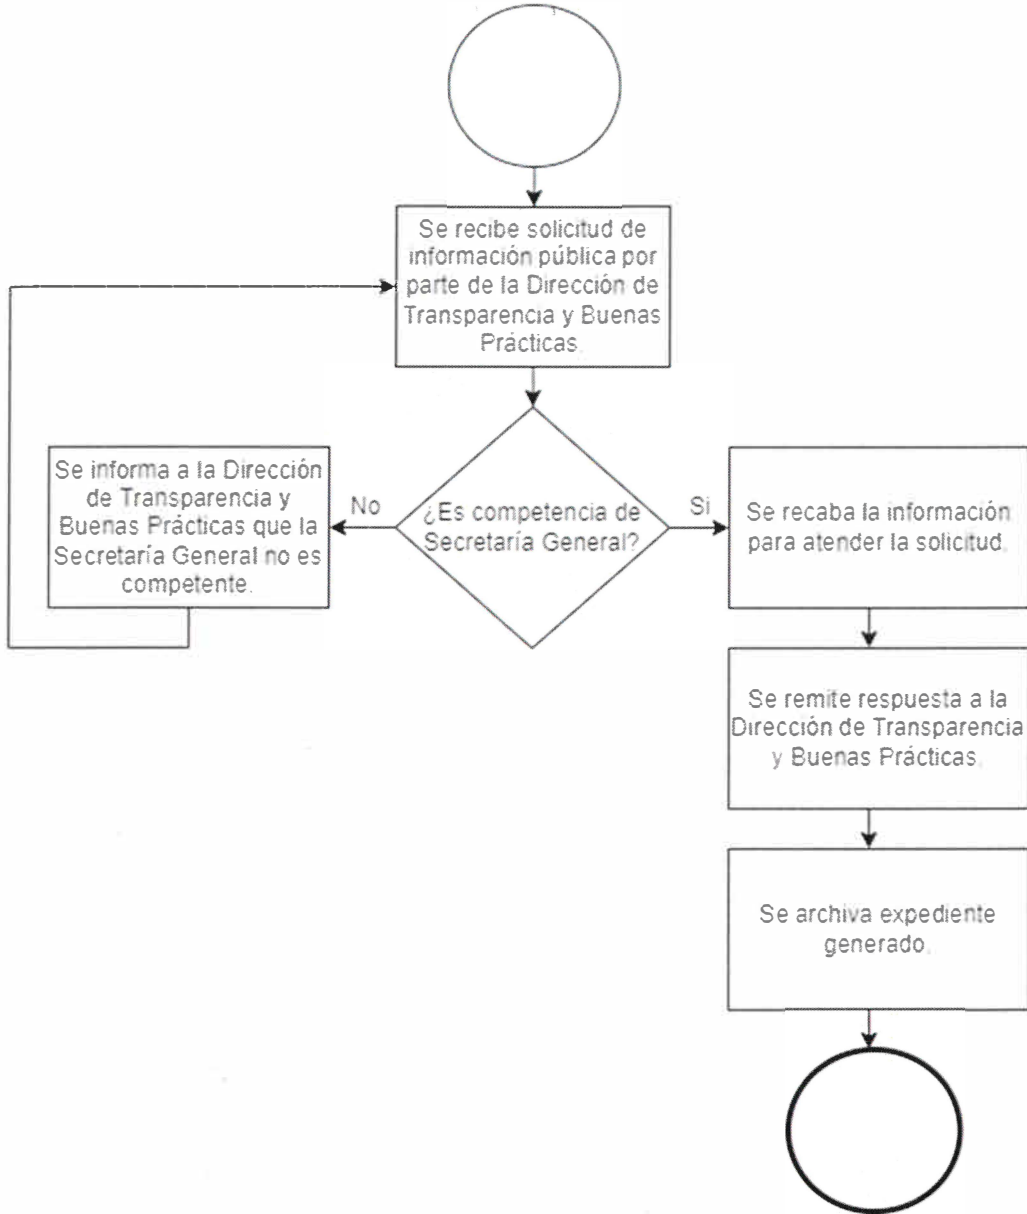 Se recibe solicitud de
información pública por
parte de la Dirección de
Transparencia y Buenas
Prácticas.
Se informa a la Dirección
de Transparencia y
Buenas Prácticas que la
Secretaría General no es
competente.
No
¿Es competencia de
Secretaría General?
Si
Se recaba la información
para atender la solicitud.
Se remite respuesta a la
Dirección de Transparencia
y Buenas Prácticas.
Se archiva expediente
generado.